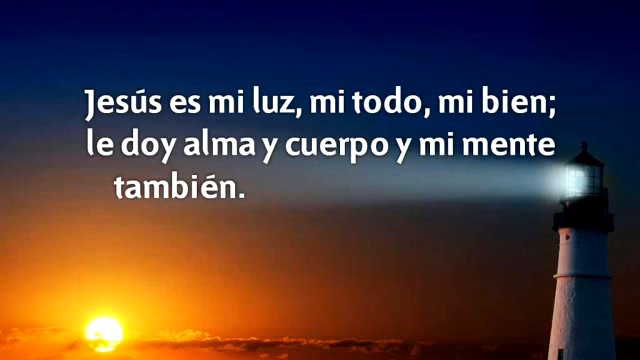 Jesús es mi luz, mi todo, mi bien;
le doy alma y cuerpo y mi mente
también.